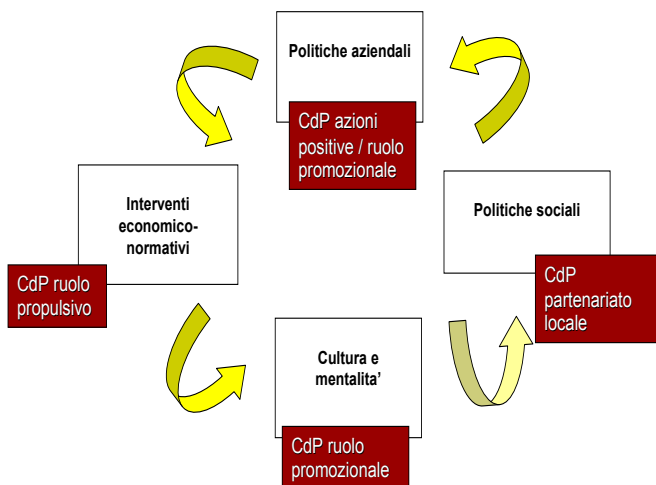 Politiche aziendali
CdP azioni
positive / ruolo
promozionale
Interventi
economico-
normativi
CdP ruolo
propulsivo
Politiche sociali
CdP
partenariato
locale
Cultura e
mentalita'
CdP ruolo
promozionale